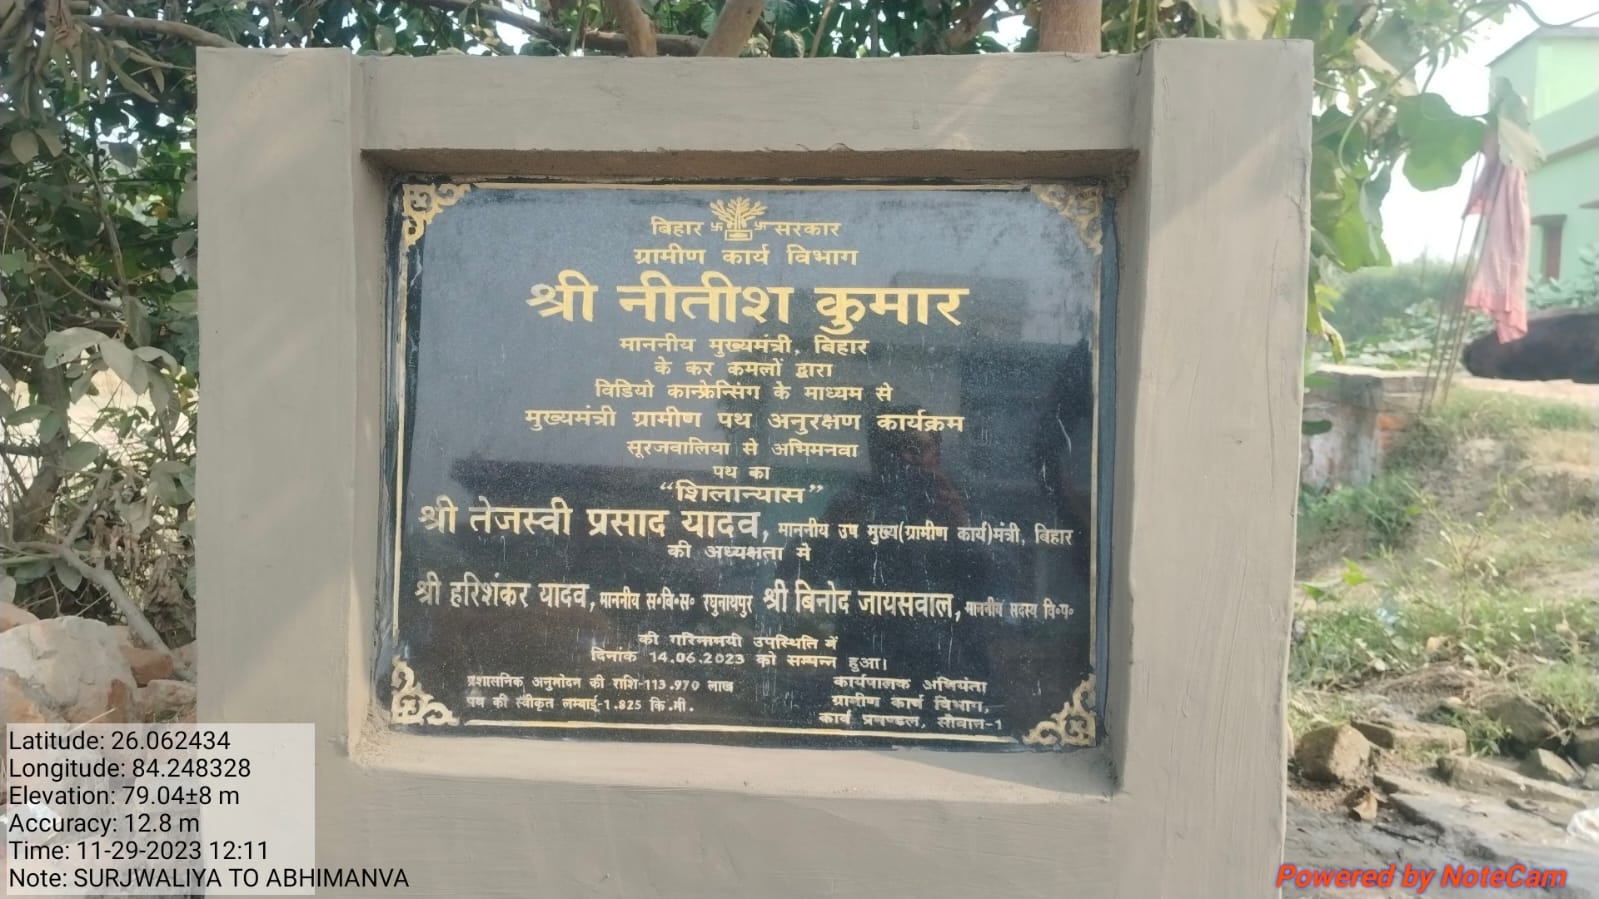 बिहार 卐 卐 सरकार
ग्रामीण कार्य विभाग
श्री नीतीश कुमार
माननीय मुख्यमंत्री, बिहार
के कर कमलों द्वारा
विडियो कान्फ्रेन्सिंग के माध्यम से
मुख्यमंत्री ग्रामीण पथ अनुरक्षण कार्यक्रम
सूरजवालिया से अभिमनवा
पथ का
“शिलान्यास”
श्री तेजस्वी प्रसाद यादव, माननीय उप मुख्य(ग्रामीण कार्य)मंत्री, बिहार
की अध्यक्षता मे
श्री हरिशंकर यादव, माननीय स॰वि॰स॰ रघुनाथपुर श्री बिनोद जायसवाल, माननीय सदस्य वि॰प॰
की गरिमामयी उपस्थिति में
दिनांक 14.06.2023 को सम्पन्न हुआ।
प्रशासनिक अनुमोदन की राशि-113.970 लाख
पथ की स्वीकृत लम्बाई-1.825 कि.मी.
कार्यपालक अभियंता
ग्रामीण कार्य विभाग,
कार्य प्रमण्डल, सीवान-1
Latitude: 26.062434
Longitude: 84.248328
Elevation: 79.04±8 m
Accuracy: 12.8 m
Time: 11-29-2023 12:11
Note: SURJWALIYA TO ABHIMANVA
Powered by NoteCam